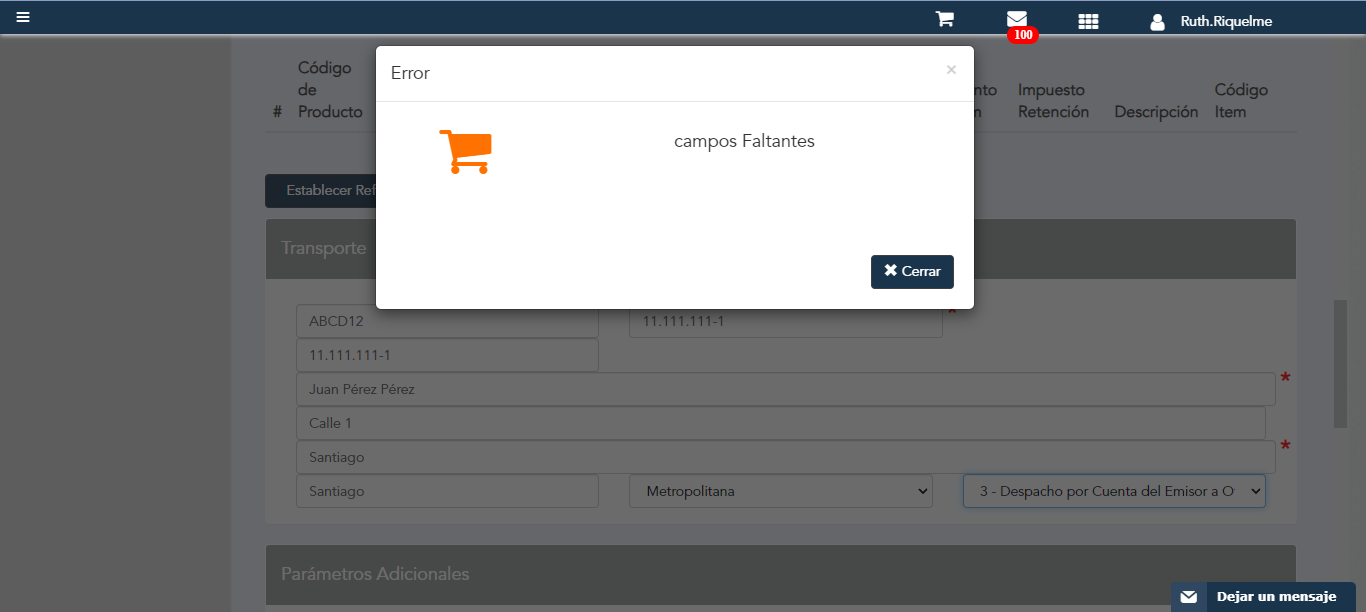 Ruth.Riquelme
100
Error
×
Código
de
# Producto
nto
Impuesto
Retención
Descripción
Código
Item
campos Faltantes
Establecer Ref
Cerrar
Transporte
ABCD12
11.111.111-1
*
11.111.111-1
Juan Pérez Pérez
*
Calle 1
Santiago
*
Santiago
Metropolitana
3 - Despacho por Cuenta del Emisor a O
Parámetros Adicionales
Dejar un mensaje